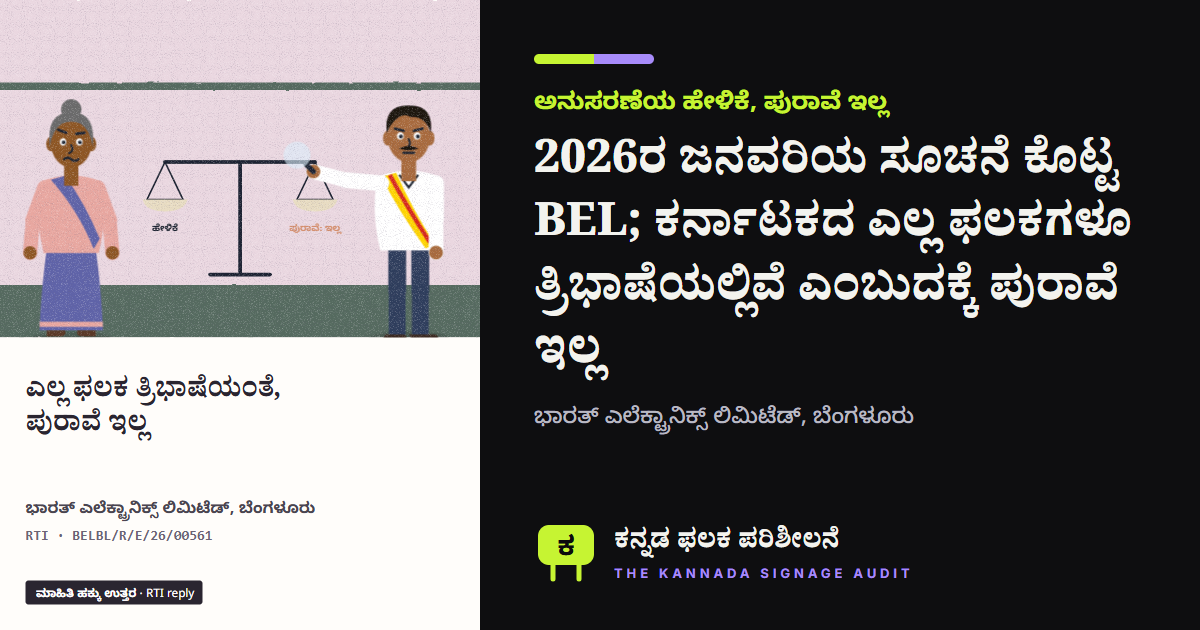 ಹೇಳಿಕೆ
ಪುರಾವೆ: ಇಲ್ಲ
ಎಲ್ಲ ಫಲಕ ತ್ರಿಭಾಷೆಯಂತೆ,
ಪುರಾವೆ ಇಲ್ಲ
ಭಾರತ್ ಎಲೆಕ್ಟ್ರಾನಿಕ್ಸ್ ಲಿಮಿಟೆಡ್, ಬೆಂಗಳೂರು
RTI · BELBL/R/E/26/00561
ಮಾಹಿತಿ ಹಕ್ಕು ಉತ್ತರ · RTI reply
ಅನುಸರಣೆಯ ಹೇಳಿಕೆ, ಪುರಾವೆ ಇಲ್ಲ
2026ರ ಜನವರಿಯ ಸೂಚನೆ ಕೊಟ್ಟ
BEL; ಕರ್ನಾಟಕದ ಎಲ್ಲ ಫಲಕಗಳೂ
ತ್ರಿಭಾಷೆಯಲ್ಲಿವೆ ಎಂಬುದಕ್ಕೆ ಪುರಾವೆ
ಇಲ್ಲ
ಭಾರತ್ ಎಲೆಕ್ಟ್ರಾನಿಕ್ಸ್ ಲಿಮಿಟೆಡ್, ಬೆಂಗಳೂರು
ಕ
ಕನ್ನಡ ಫಲಕ ಪರಿಶೀಲನೆ
THE KANNADA SIGNAGE AUDIT